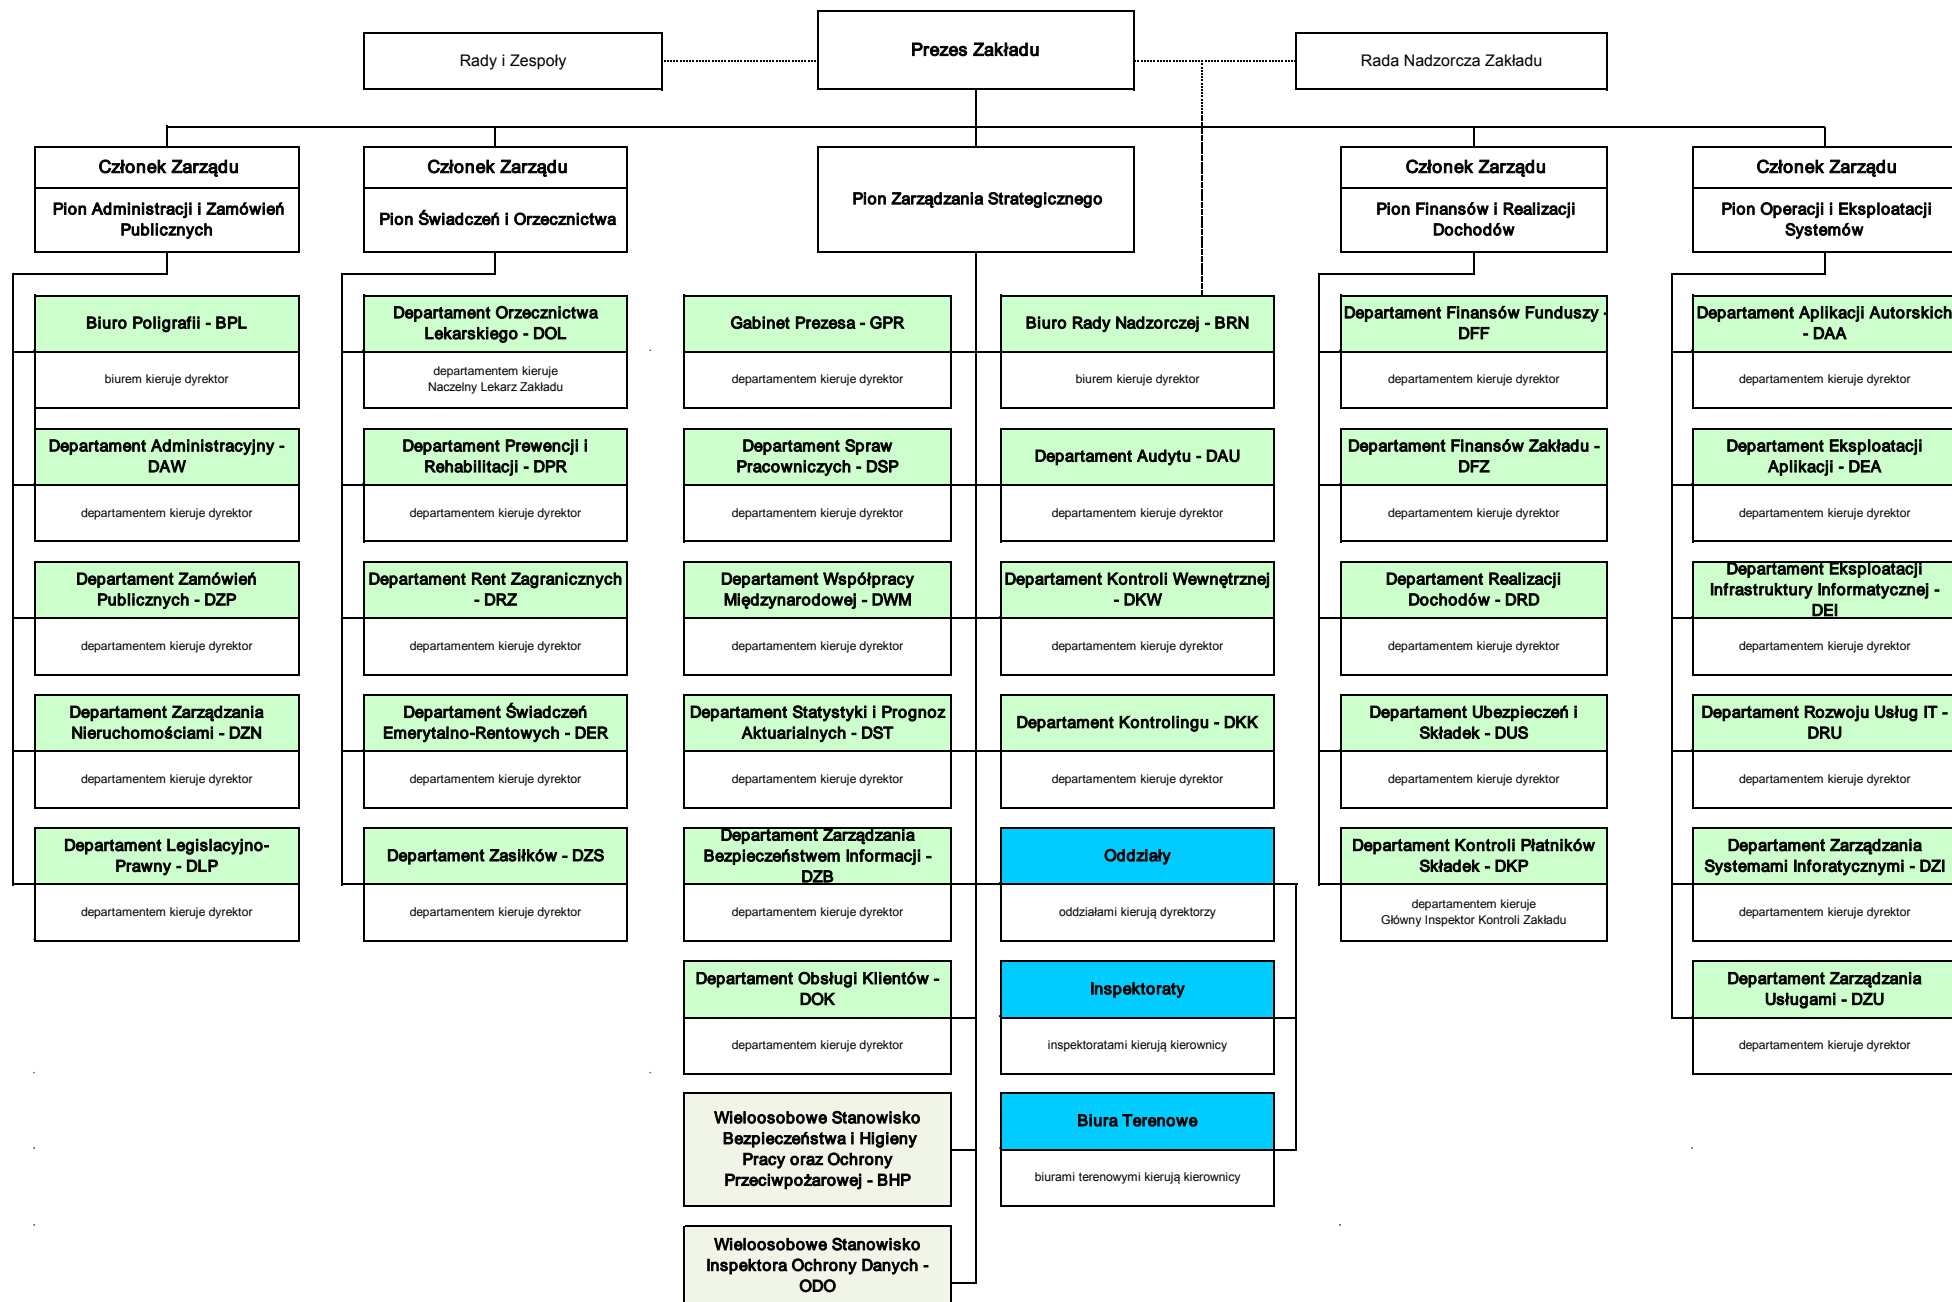 Prezes Zakładu
Rady i Zespoły
Rada Nadzorcza Zakładu
Członek Zarządu
Pion Administracji i Zamówień
Publicznych
Biuro Poligrafii - BPL
biurem kieruje dyrektor
Departament Administracyjny -
DAW
departamentem kieruje dyrektor
Departament Zamówień
Publicznych - DZP
departamentem kieruje dyrektor
Departament Zarządzania
Nieruchomościami - DZN
departamentem kieruje dyrektor
Departament Legislacyjno-
Prawny - DLP
departamentem kieruje dyrektor
Członek Zarządu
Pion Świadczeń i Orzecznictwa
Departament Orzecznictwa
Lekarskiego - DOL
departamentem kieruje
Naczelny Lekarz Zakładu
Departament Prewencji i
Rehabilitacji - DPR
departamentem kieruje dyrektor
Departament Rent Zagranicznych
- DRZ
departamentem kieruje dyrektor
Departament Świadczeń
Emerytalno-Rentowych - DER
departamentem kieruje dyrektor
Departament Zasiłków - DZS
departamentem kieruje dyrektor
Pion Zarządzania Strategicznego
Gabinet Prezesa - GPR
departamentem kieruje dyrektor
Departament Spraw
Pracowniczych - DSP
departamentem kieruje dyrektor
Departament Współpracy
Międzynarodowej - DWM
departamentem kieruje dyrektor
Departament Statystyki i Prognoz
Aktuarialnych - DST
departamentem kieruje dyrektor
Departament Zarządzania
Bezpieczeństwem Informacji -
DZB
departamentem kieruje dyrektor
Departament Obsługi Klientów -
DOK
departamentem kieruje dyrektor
Wieloosobowe Stanowisko
Bezpieczeństwa i Higieny
Pracy oraz Ochrony
Przeciwpożarowej - BHP
Wieloosobowe Stanowisko
Inspektora Ochrony Danych -
ODO
Biuro Rady Nadzorczej - BRN
biurem kieruje dyrektor
Departament Audytu - DAU
departamentem kieruje dyrektor
Departament Kontroli Wewnętrznej
- DKW
departamentem kieruje dyrektor
Departament Kontrolingu - DKK
departamentem kieruje dyrektor
Oddziały
oddziałami kierują dyrektorzy
Inspektoraty
inspektoratami kierują kierownicy
Biura Terenowe
biurami terenowymi kierują kierownicy
Członek Zarządu
Pion Finansów i Realizacji
Dochodów
Departament Finansów Funduszy -
DFF
departamentem kieruje dyrektor
Departament Finansów Zakładu -
DFZ
departamentem kieruje dyrektor
Departament Realizacji
Dochodów - DRD
departamentem kieruje dyrektor
Departament Ubezpieczeń i
Składek - DUS
departamentem kieruje dyrektor
Departament Kontroli Płatników
Składek - DKP
departamentem kieruje
Główny Inspektor Kontroli Zakładu
Członek Zarządu
Pion Operacji i Eksploatacji
Systemów
Departament Aplikacji Autorskich
- DAA
departamentem kieruje dyrektor
Departament Eksploatacji
Aplikacji - DEA
departamentem kieruje dyrektor
Departament Eksploatacji
Infrastruktury Informatycznej -
DEI
departamentem kieruje dyrektor
Departament Rozwoju Usług IT -
DRU
departamentem kieruje dyrektor
Departament Zarządzania
Systemami Inforatycznymi - DZI
departamentem kieruje dyrektor
Departament Zarządzania
Usługami - DZU
departamentem kieruje dyrektor